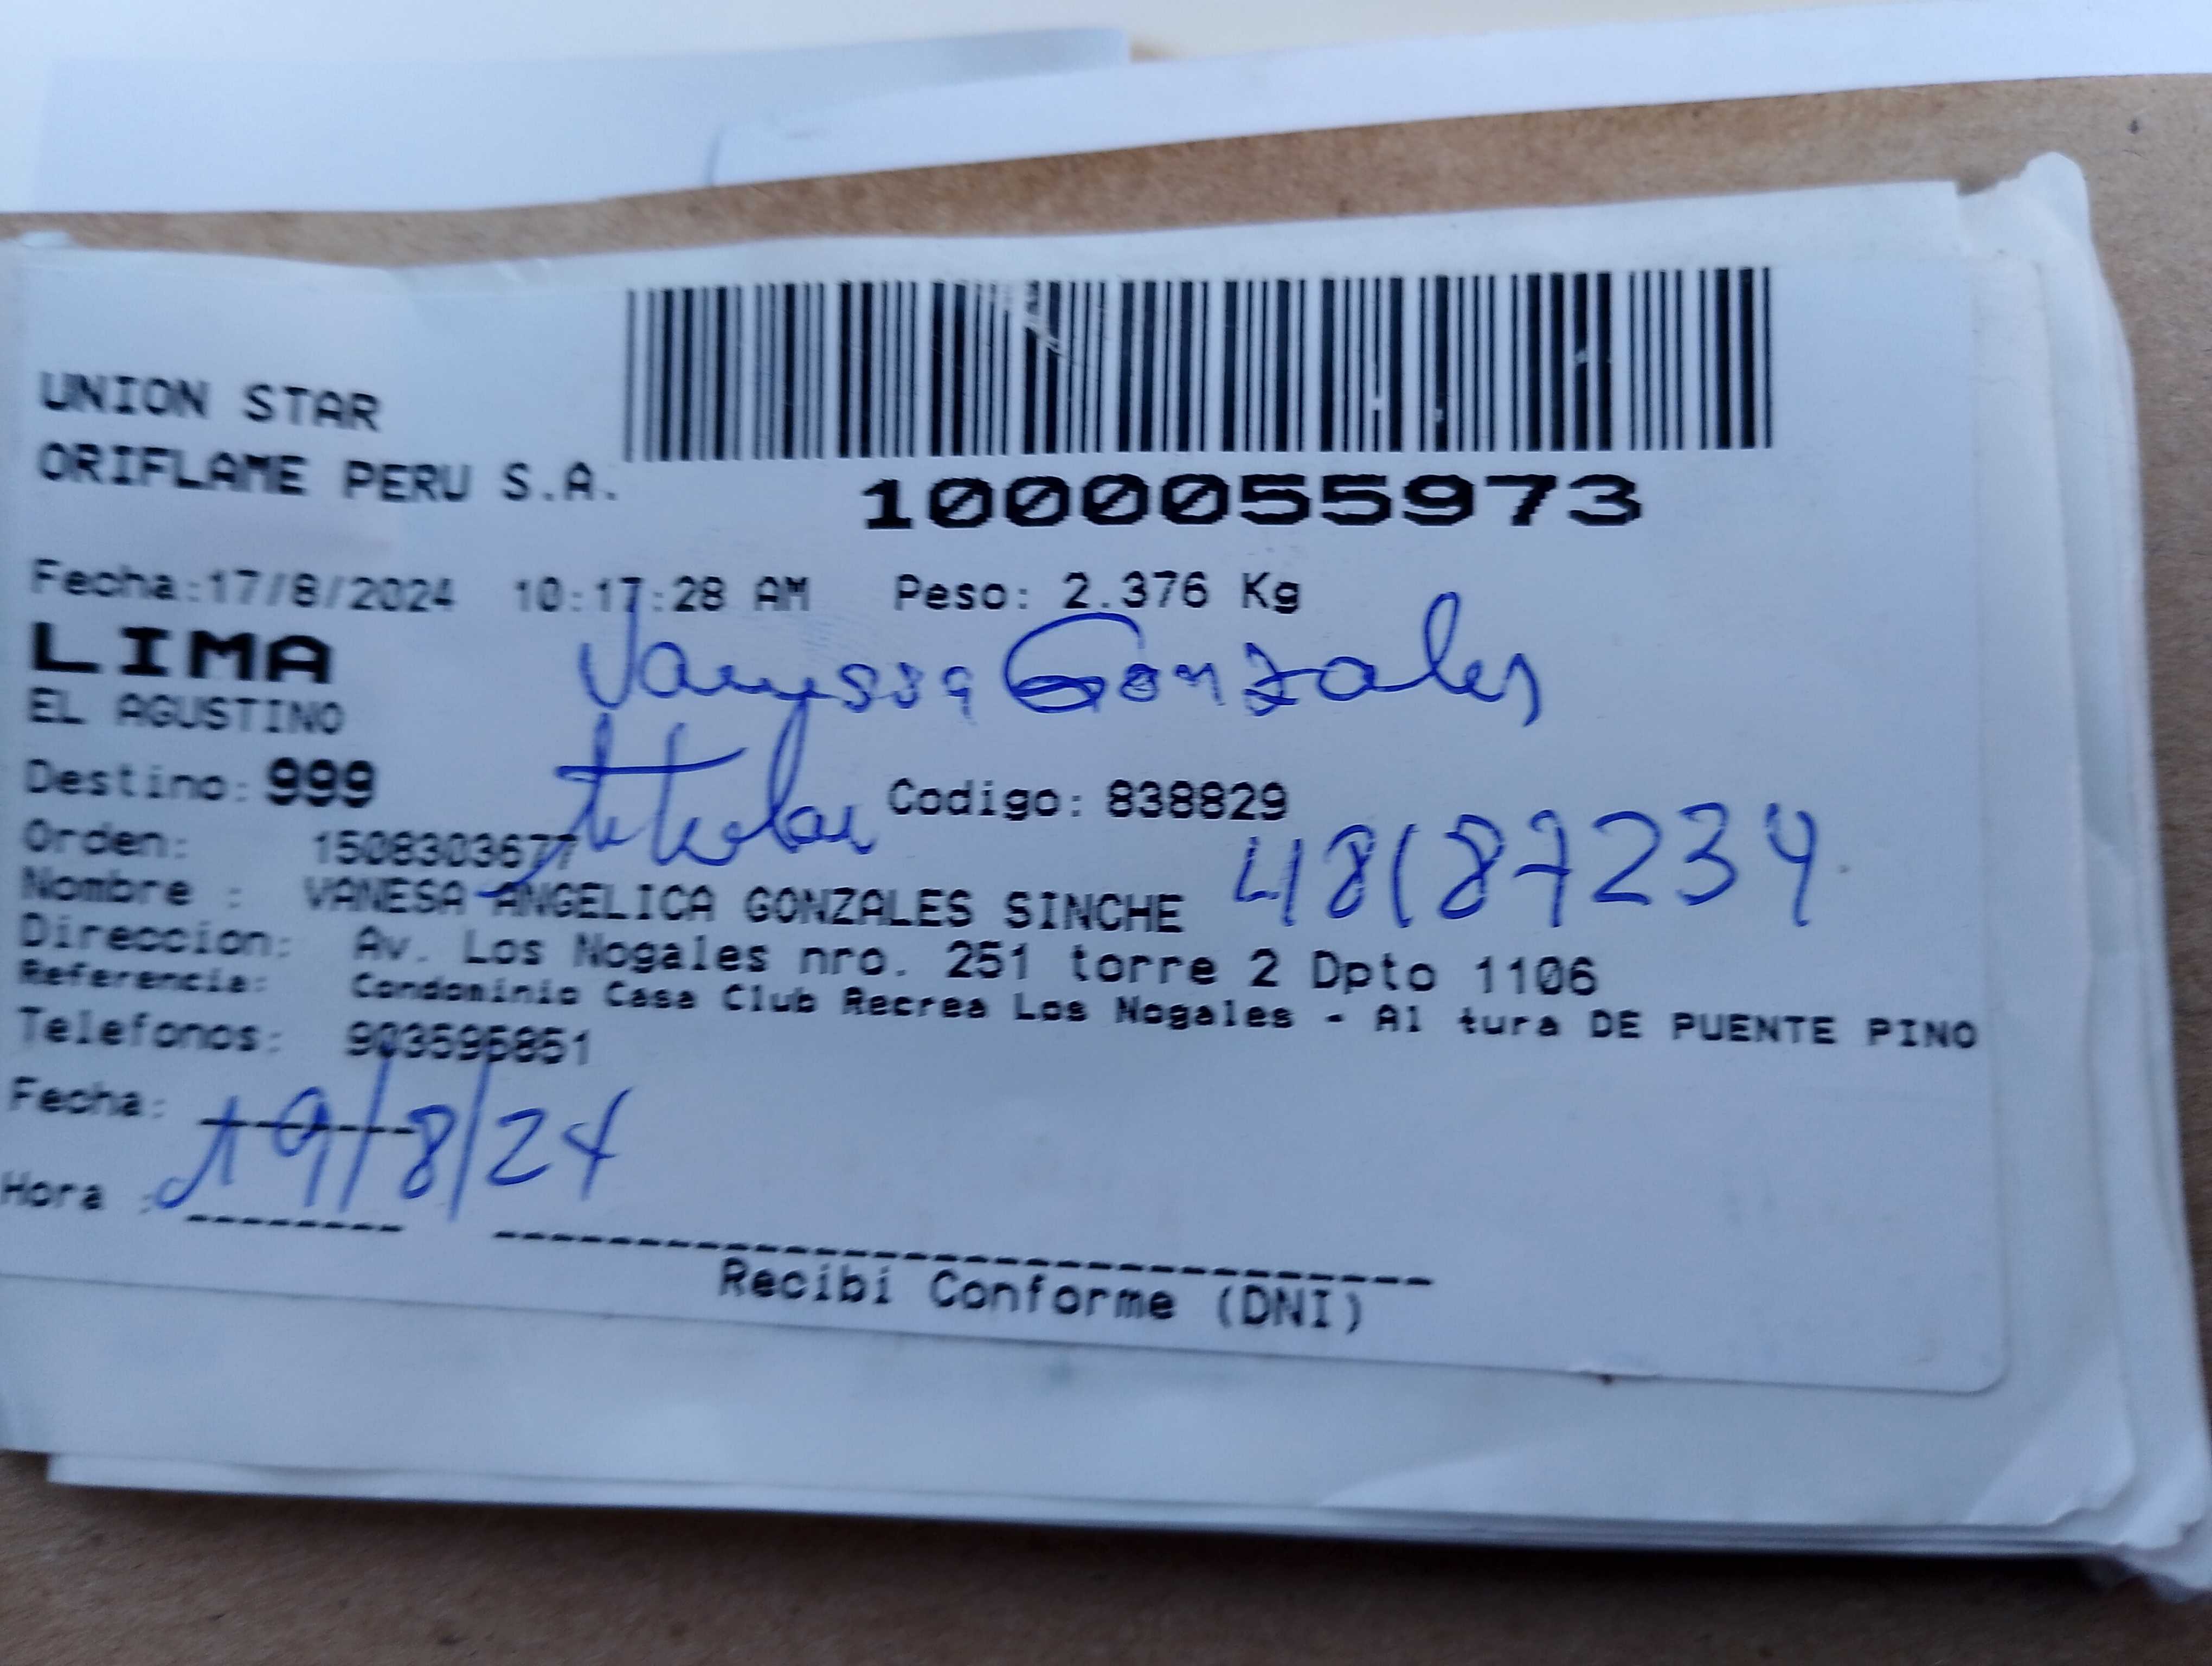 UNION STAR
ORIFLAME PERU S.A.
1000055973
Fecha:17/8/2024 10:17:28 AM Peso: 2.376 Kg
LIMA
Vanessa Gonzales
EL AGUSTINO
titular
Destino: 999 Codigo: 838829
Orden: 1508303677
48187234
Nombre : VANESA ANGELICA GONZALES SINCHE
Direccion: Av. Los Nogales nro. 251 torre 2 Dpto 1106
Referencia: Condominio Casa Club Recrea Los Nogales - Al tura DE PUENTE PINO
Telefonos: 903595851
Fecha: 19/8/24
Hora :
Recibi Conforme (DNI)